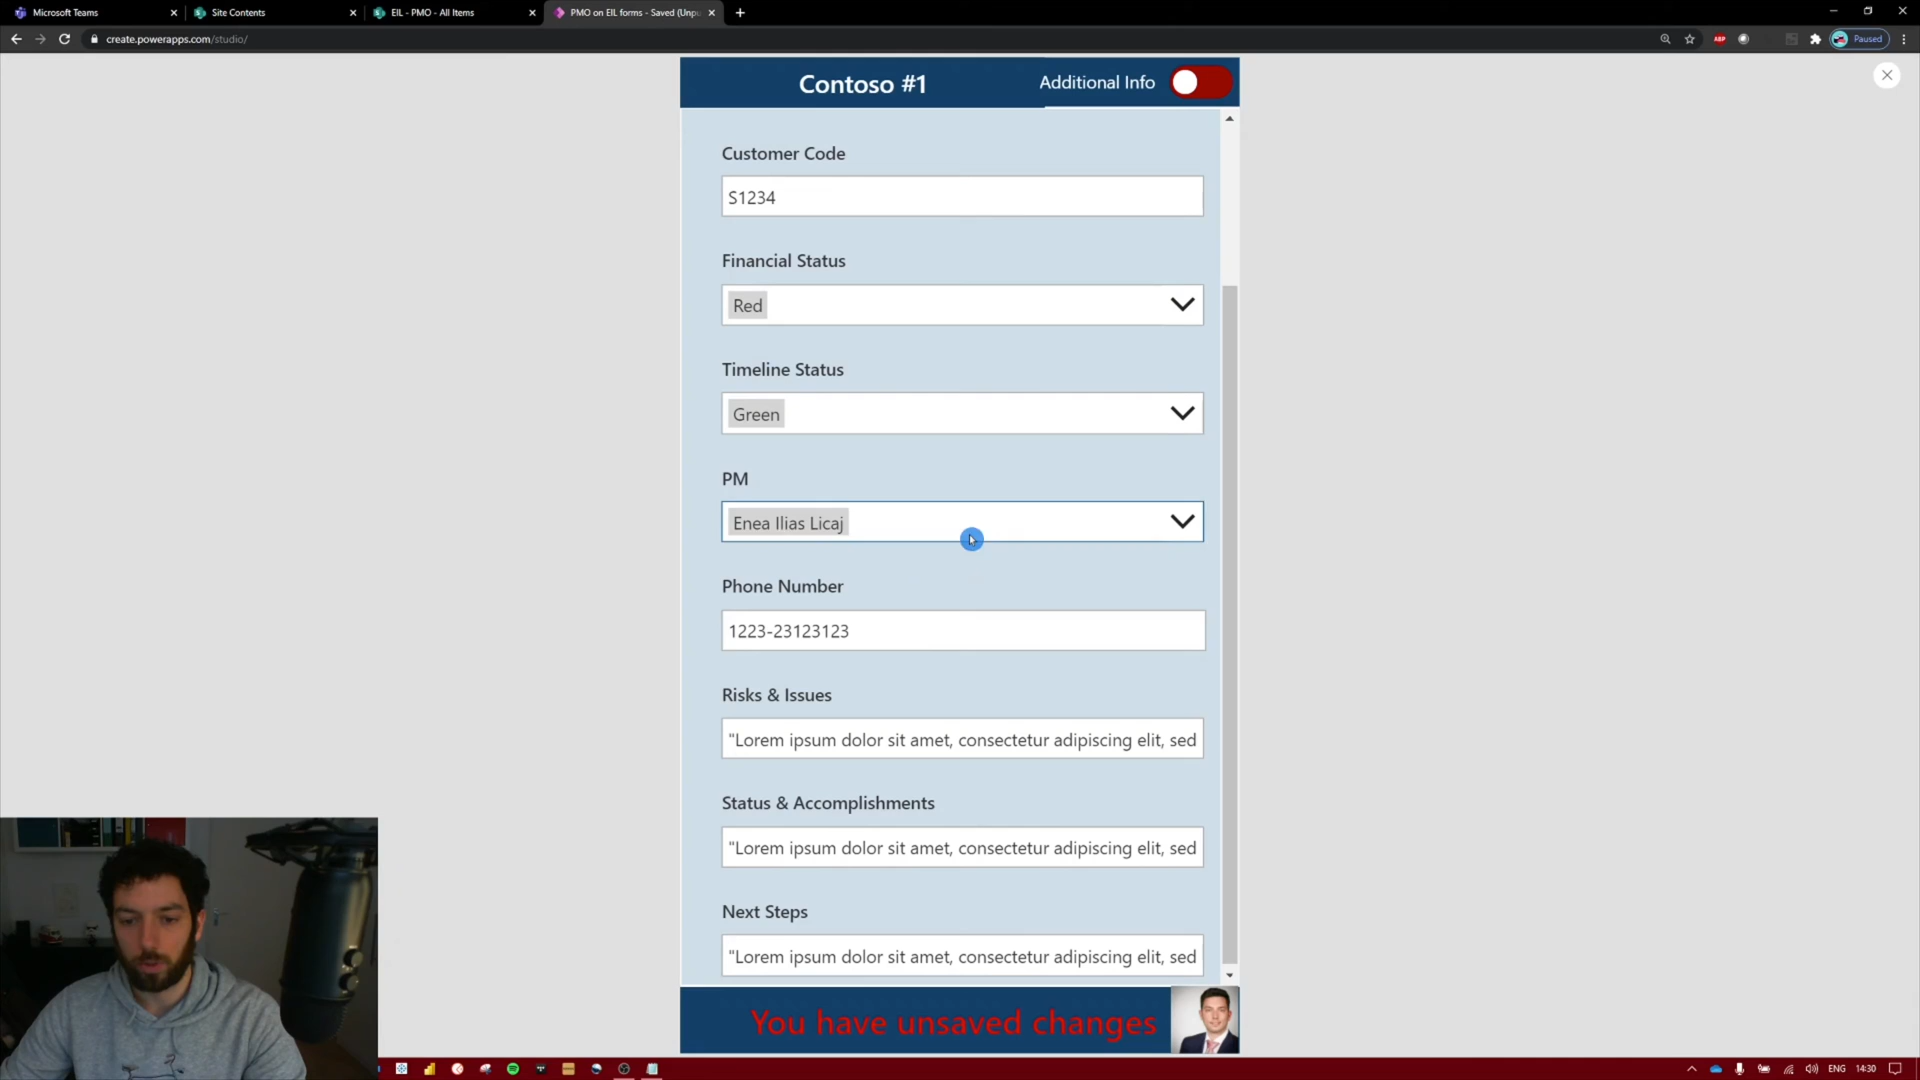 Microsoft Teams
Site Contents
EIL - PMO - All Items
PMO on EIL forms - Saved (Unpu
create.powerapps.com/studio/
ABP
Paused
Contoso #1
Additional Info
Customer Code
S1234
Financial Status
Red
Timeline Status
Green
PM
Enea Ilias Licaj
Phone Number
1223-23123123
Risks & Issues
"Lorem ipsum dolor sit amet, consectetur adipiscing elit, sed
Status & Accomplishments
"Lorem ipsum dolor sit amet, consectetur adipiscing elit, sed
Next Steps
"Lorem ipsum dolor sit amet, consectetur adipiscing elit, sed
You have unsaved changes
ENG
14:30